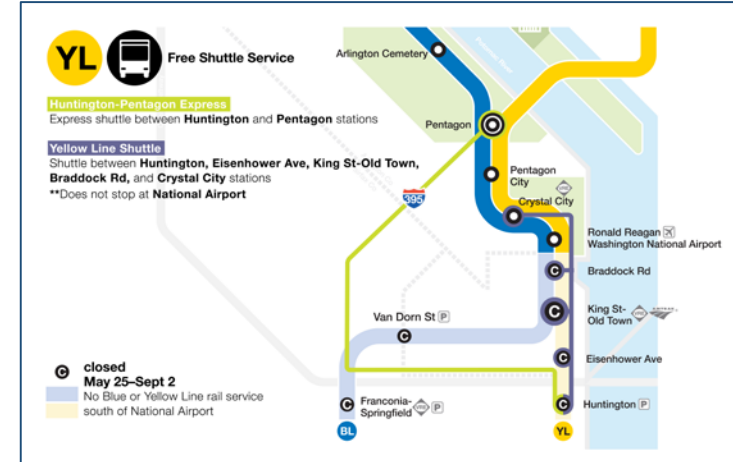 YL
Free Shuttle Service
Huntington-Pentagon Express
Express shuttle between Huntington and Pentagon stations
Yellow Line Shuttle
Shuttle between Huntington, Eisenhower Ave, King St-Old Town,
Braddock Rd, and Crystal City stations
**Does not stop at National Airport
Arlington Cemetery
Pentagon
Pentagon
City
395
VRE
Crystal City
Ronald Reagan
Washington National Airport
C
Braddock Rd
C
King St-
Old Town
VRE
Van Dorn St P
C
C
Eisenhower Ave
C
Franconia-
Springfield
VRE
P
C
Huntington P
BL
YL
C
closed
May 25–Sept 2
No Blue or Yellow Line rail service
south of National Airport